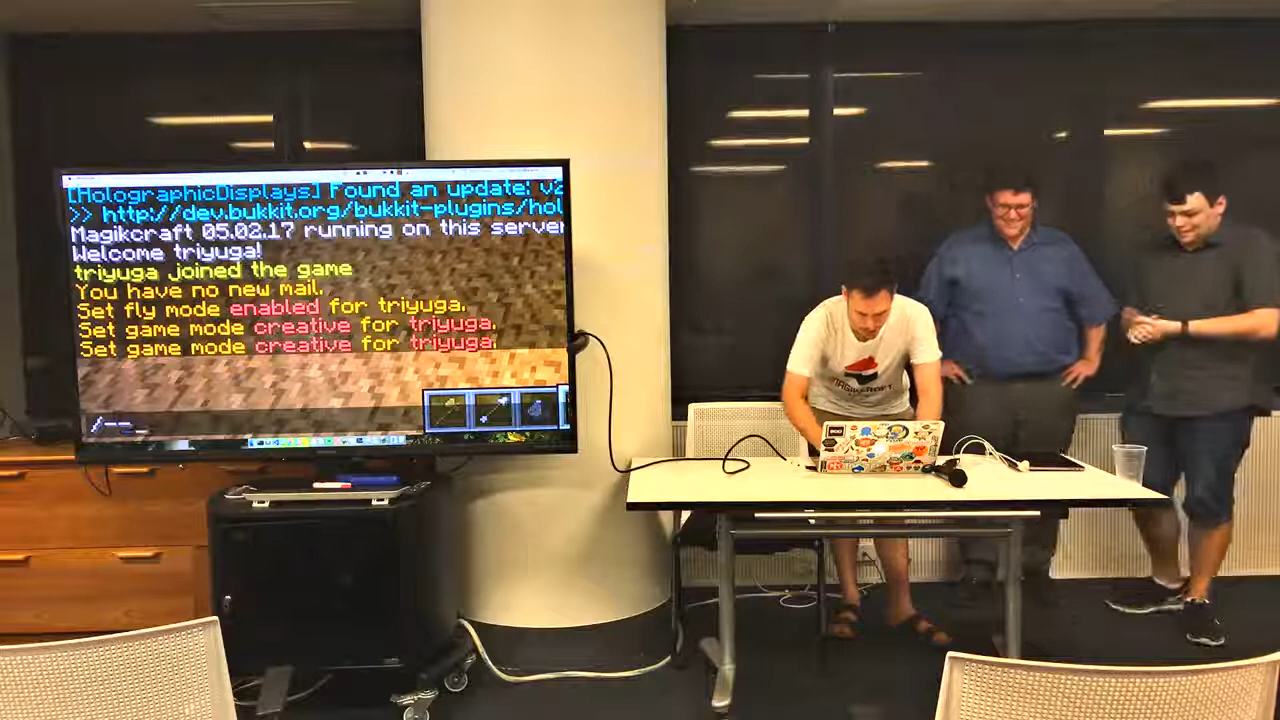 [HolographicDisplays] Found an update: v2
>> http://dev.bukkit.org/bukkit-plugins/hol
Magikcraft 05.02.17 running on this server
Welcome triyuga!
triyuga joined the game
You have no new mail.
Set fly mode enabled for triyuga.
Set game mode creative for triyuga.
Set game mode creative for triyuga.
MAGIKCRAFT